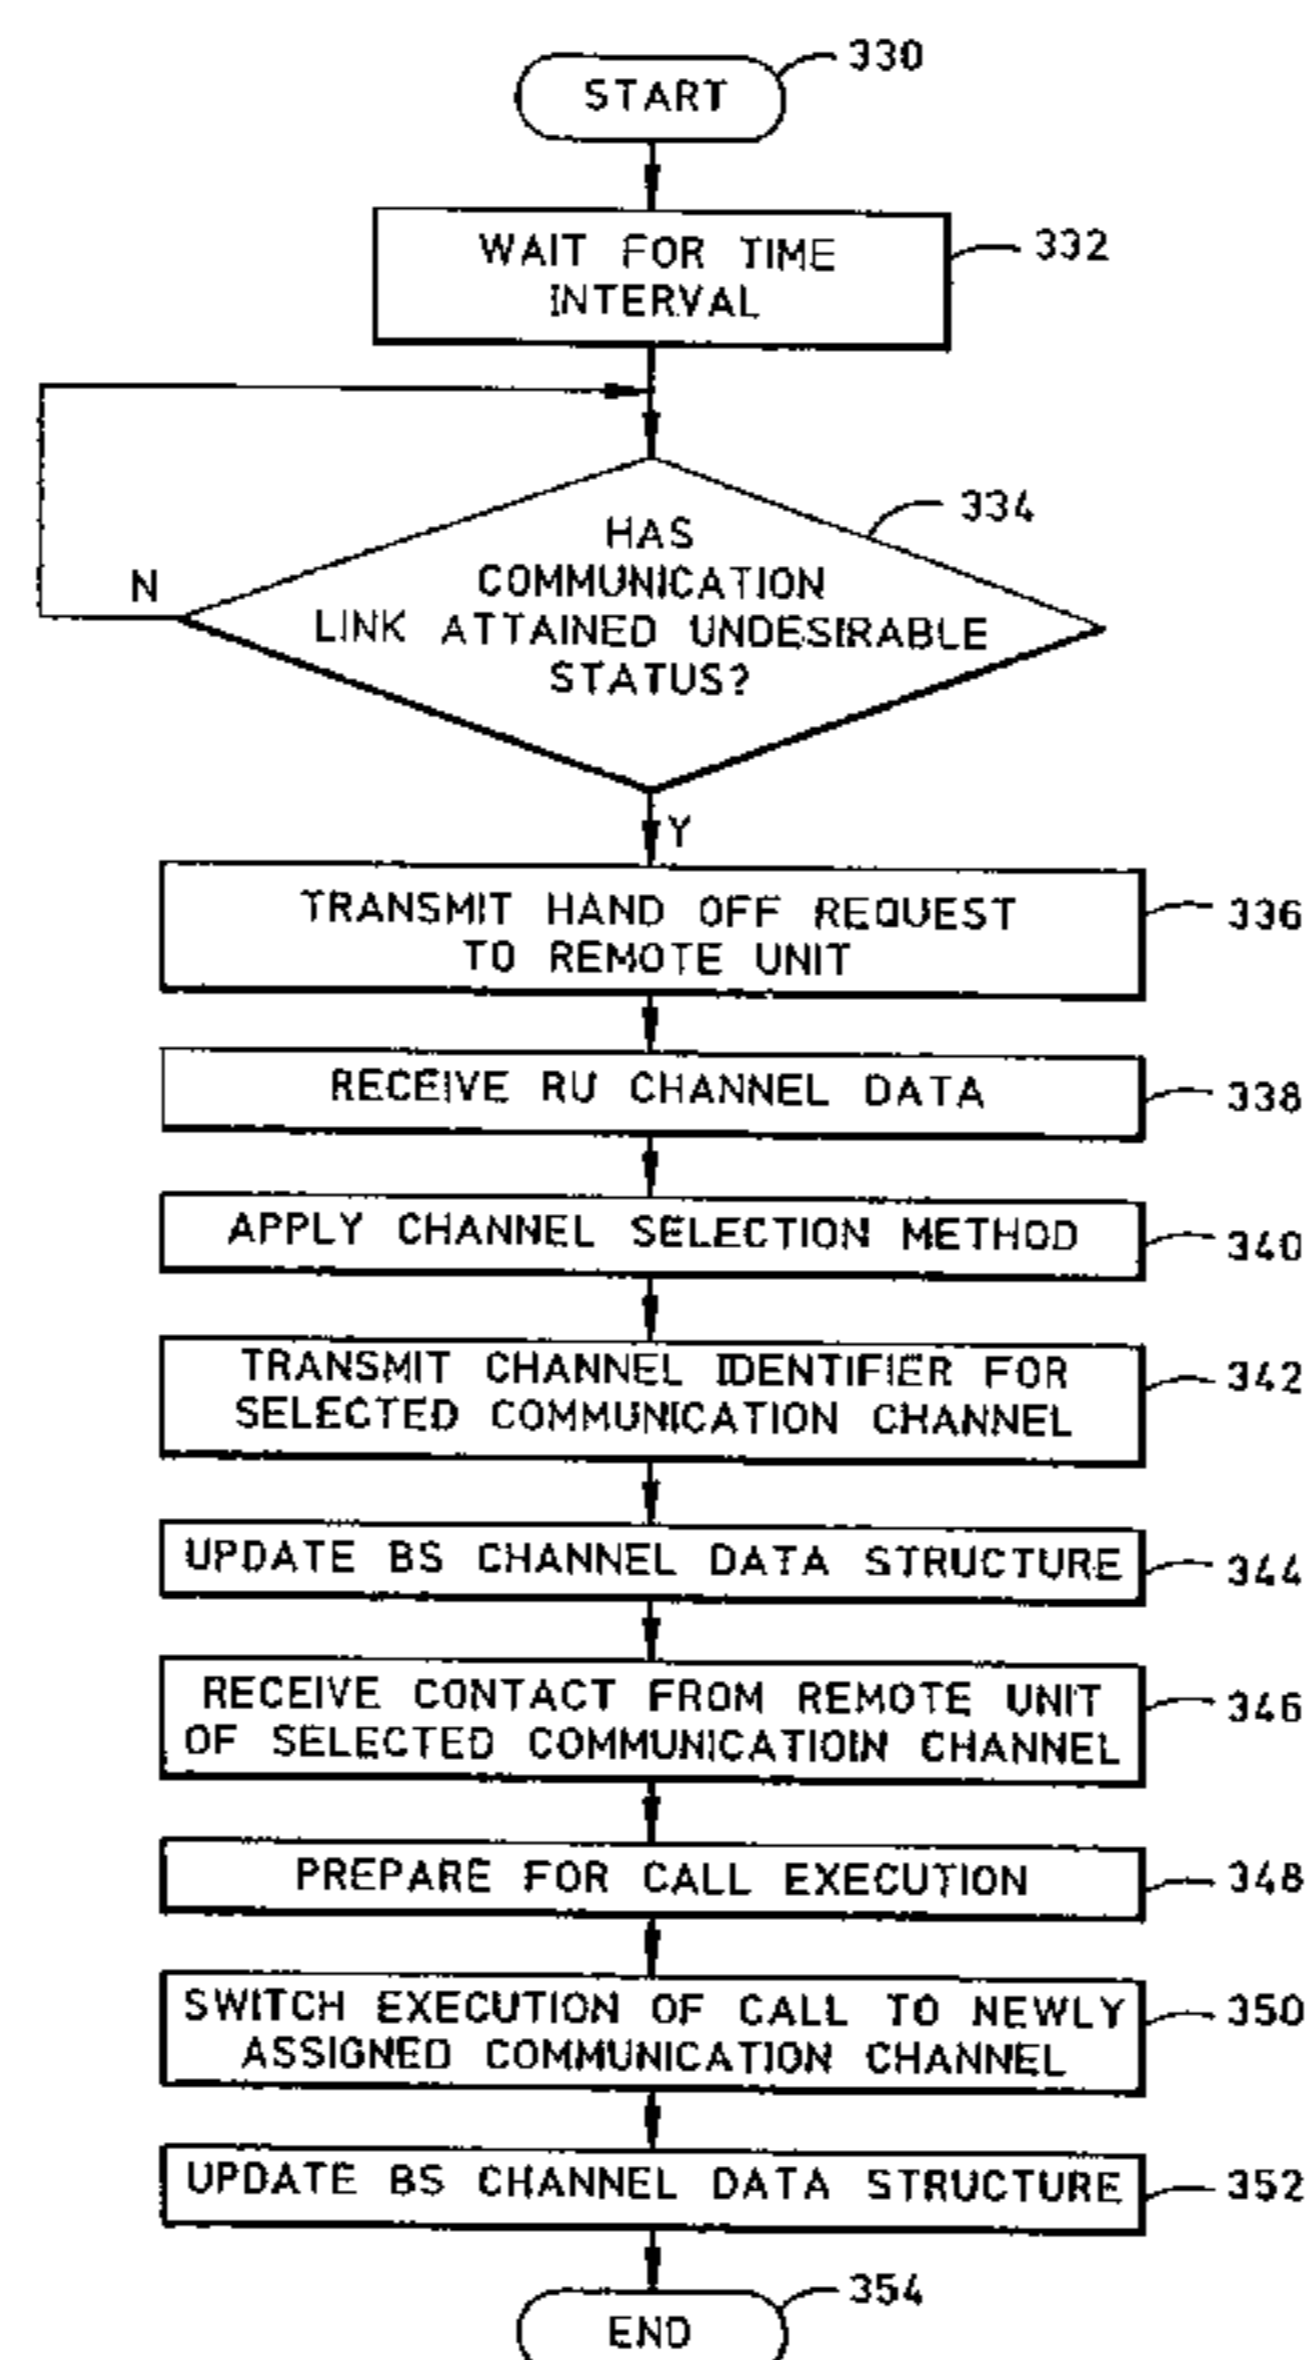 330
START
WAIT FOR TIME
INTERVAL
332
334
HAS
COMMUNICATION
LINK ATTAINED UNDESIRABLE
STATUS?
N
Y
TRANSMIT HAND OFF REQUEST
TO REMOTE UNIT
336
RECEIVE RU CHANNEL DATA
338
APPLY CHANNEL SELECTION METHOD
340
TRANSMIT CHANNEL IDENTIFIER FOR
SELECTED COMMUNICATION CHANNEL
342
UPDATE BS CHANNEL DATA STRUCTURE
344
RECEIVE CONTACT FROM REMOTE UNIT
OF SELECTED COMMUNICATIOIN CHANNEL
346
PREPARE FOR CALL EXECUTION
348
SWITCH EXECUTION OF CALL TO NEWLY
ASSIGNED COMMUNICATION CHANNEL
350
UPDATE BS CHANNEL DATA STRUCTURE
352
354
END